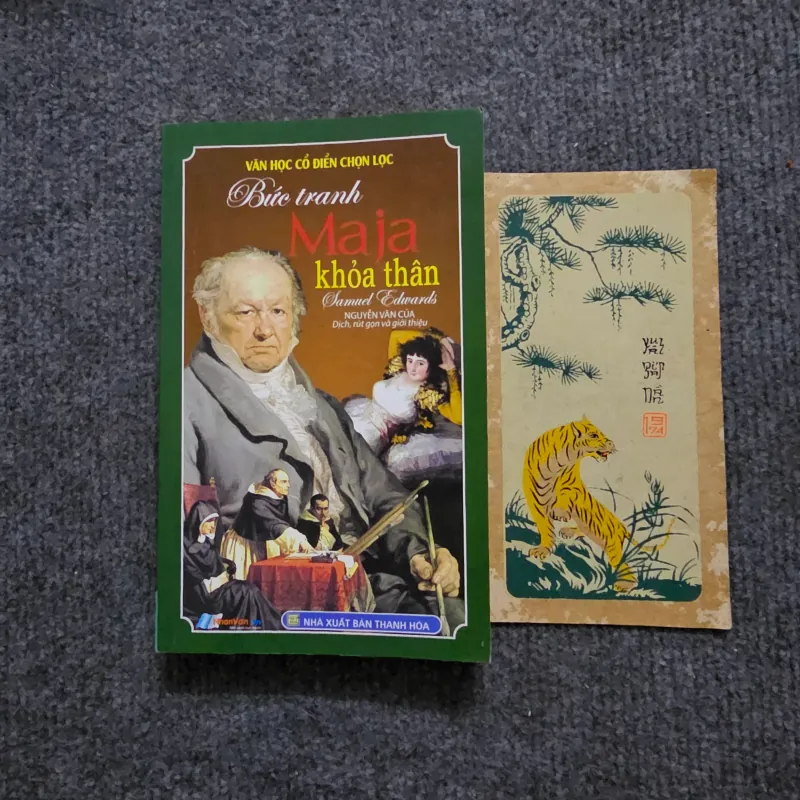 VĂN HỌC CỔ ĐIỂN CHỌN LỌC
Bức tranh
Maja
khỏa thân
Samuel Edwards
NGUYỄN VĂN CỦA
Dịch, rút gọn và giới thiệu
NHÀ XUẤT BẢN THANH HÓA